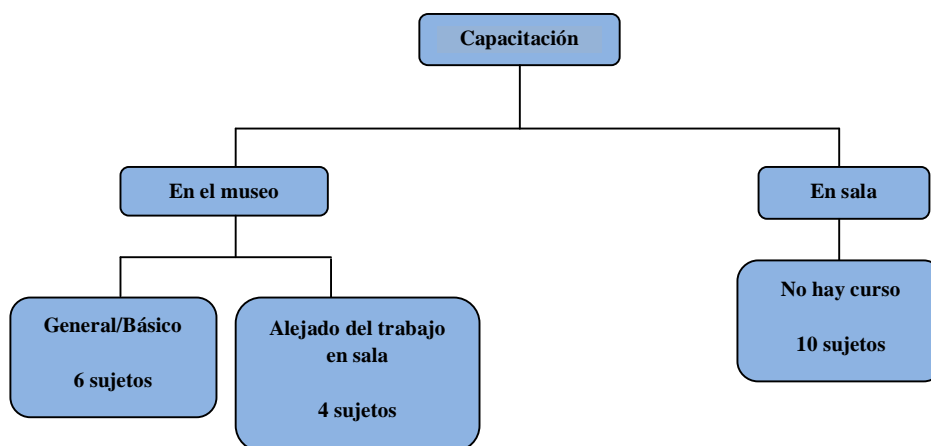 Capacitación
En el museo
En sala
General/Básico
6 sujetos
Alejado del trabajo
en sala
4 sujetos
No hay curso
10 sujetos